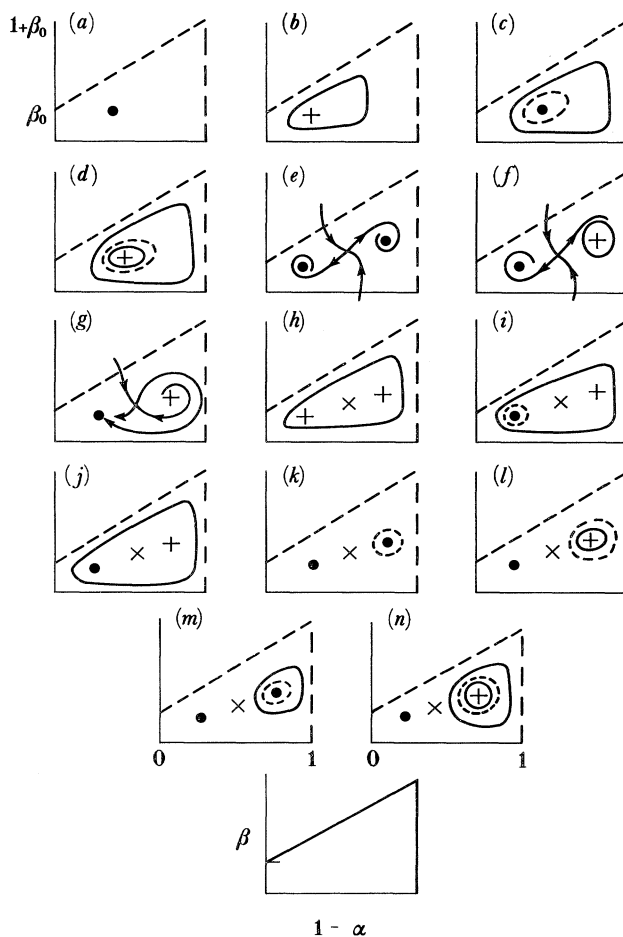 1+β₀ (a) (b) (c)
β₀
(d) (e) (f)
(g) (h) (i)
(j) (k) (l)
(m) (n)
0 1 0 1
β
1 - α